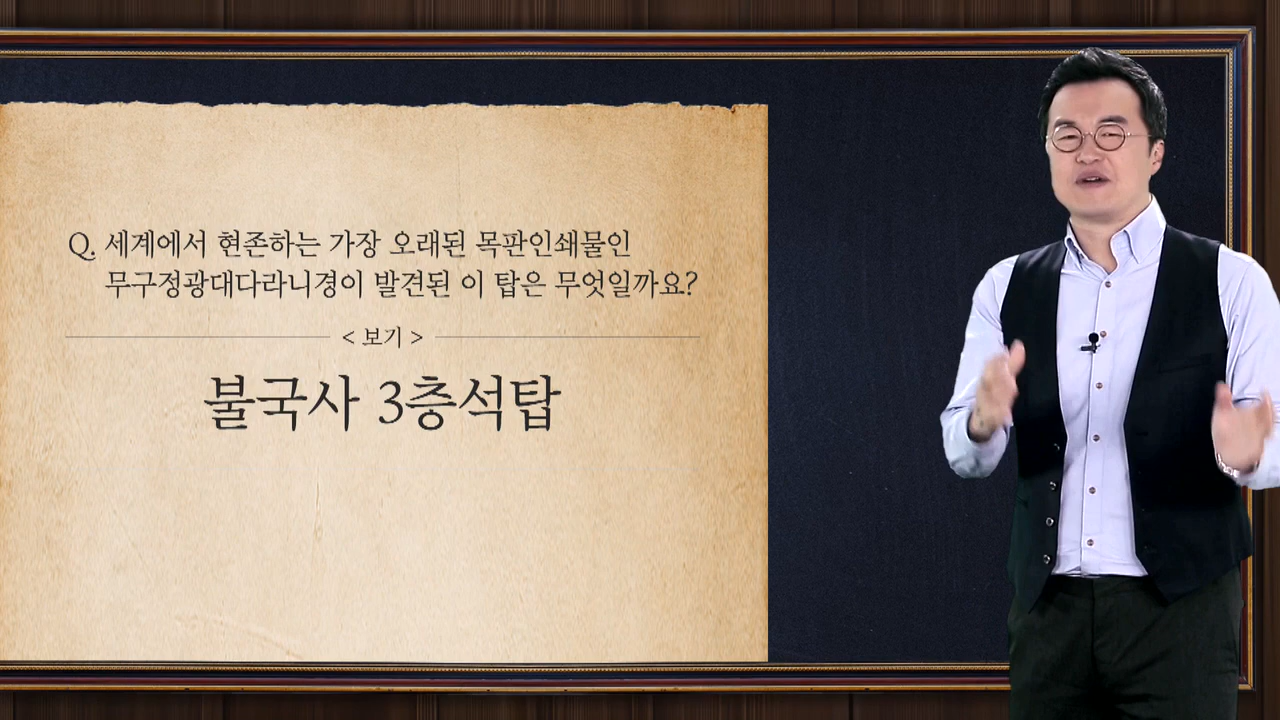 Q. 세계에서 현존하는 가장 오래된 목판인쇄물인
무구정광대다라니경이 발견된 이 탑은 무엇일까요?
< 보기 >
불국사 3층석탑